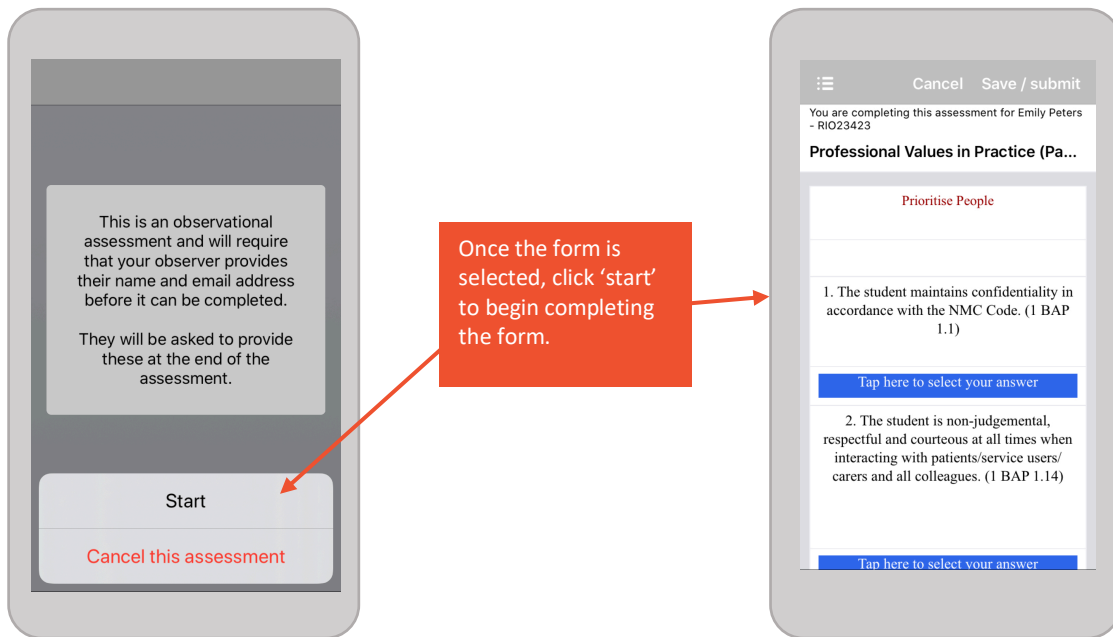 This is an observational
assessment and will require
that your observer provides
their name and email address
before it can be completed.
They will be asked to provide
these at the end of the
assessment.
Start
Cancel this assessment
Once the form is
selected, click ‘start’
to begin completing
the form.
Cancel Save / submit
You are completing this assessment for Emily Peters
- RIO23423
Professional Values in Practice (Pa...
Prioritise People
1. The student maintains confidentiality in
accordance with the NMC Code. (1 BAP
1.1)
Tap here to select your answer
2. The student is non-judgemental,
respectful and courteous at all times when
interacting with patients/service users/
carers and all colleagues. (1 BAP 1.14)
Tap here to select your answer